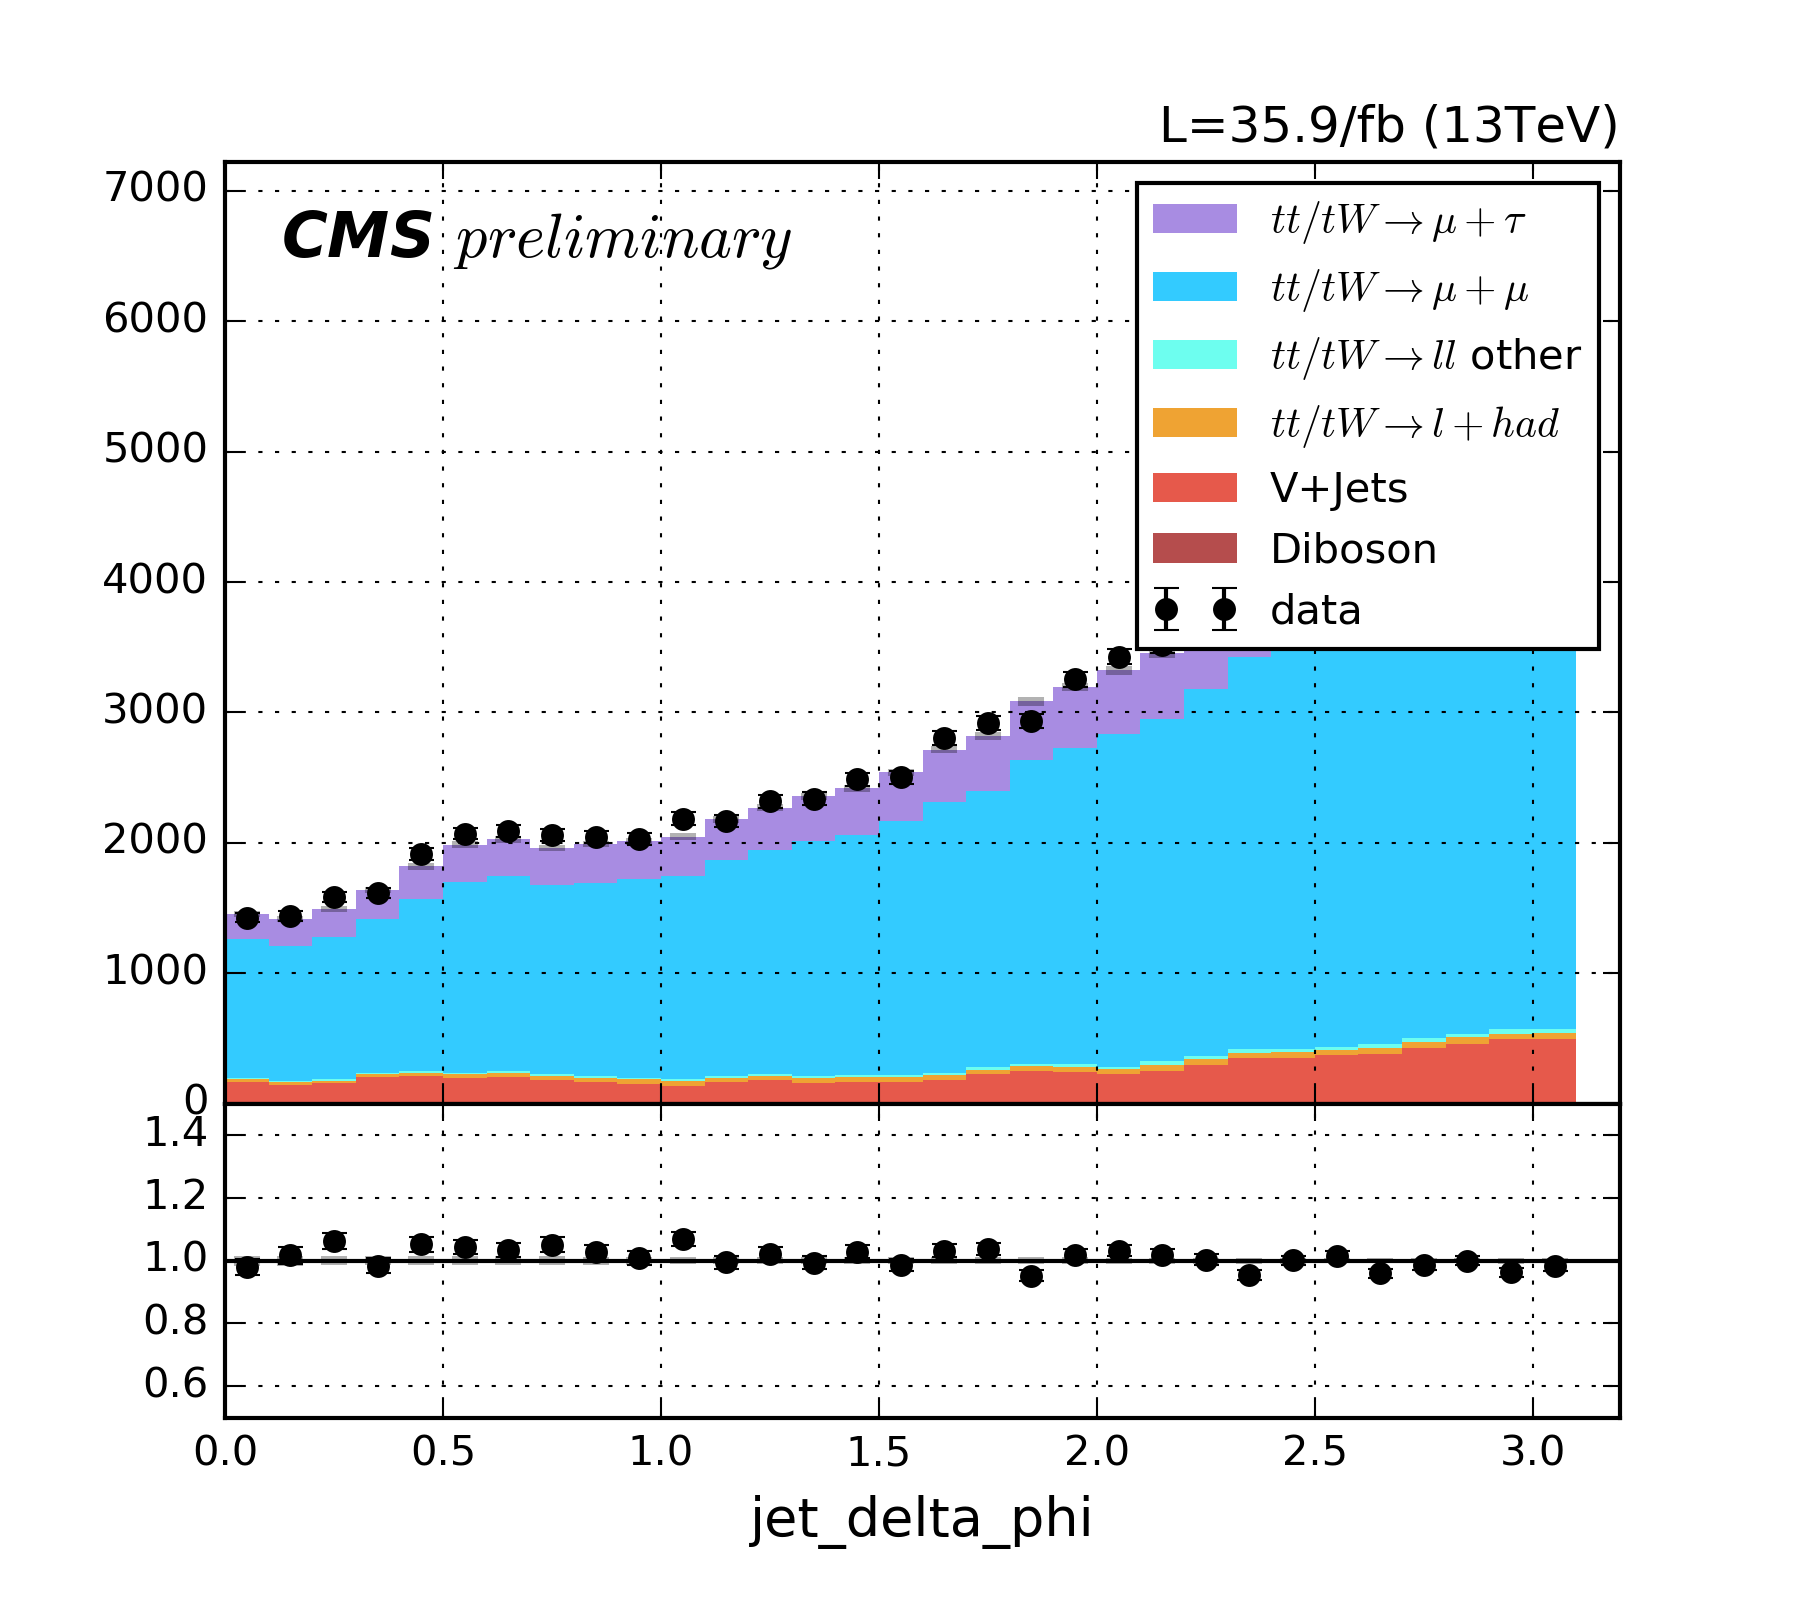 L=35.9/fb (13TeV)
CMS preliminary
7000
6000
5000
4000
3000
2000
1000
0
tt/tW→μ+τ
tt/tW→μ+μ
tt/tW→ll other
tt/tW→l+had
V+Jets
Diboson
data
1.4
1.2
1.0
0.8
0.6
0.0 0.5 1.0 1.5 2.0 2.5 3.0
jet_delta_phi